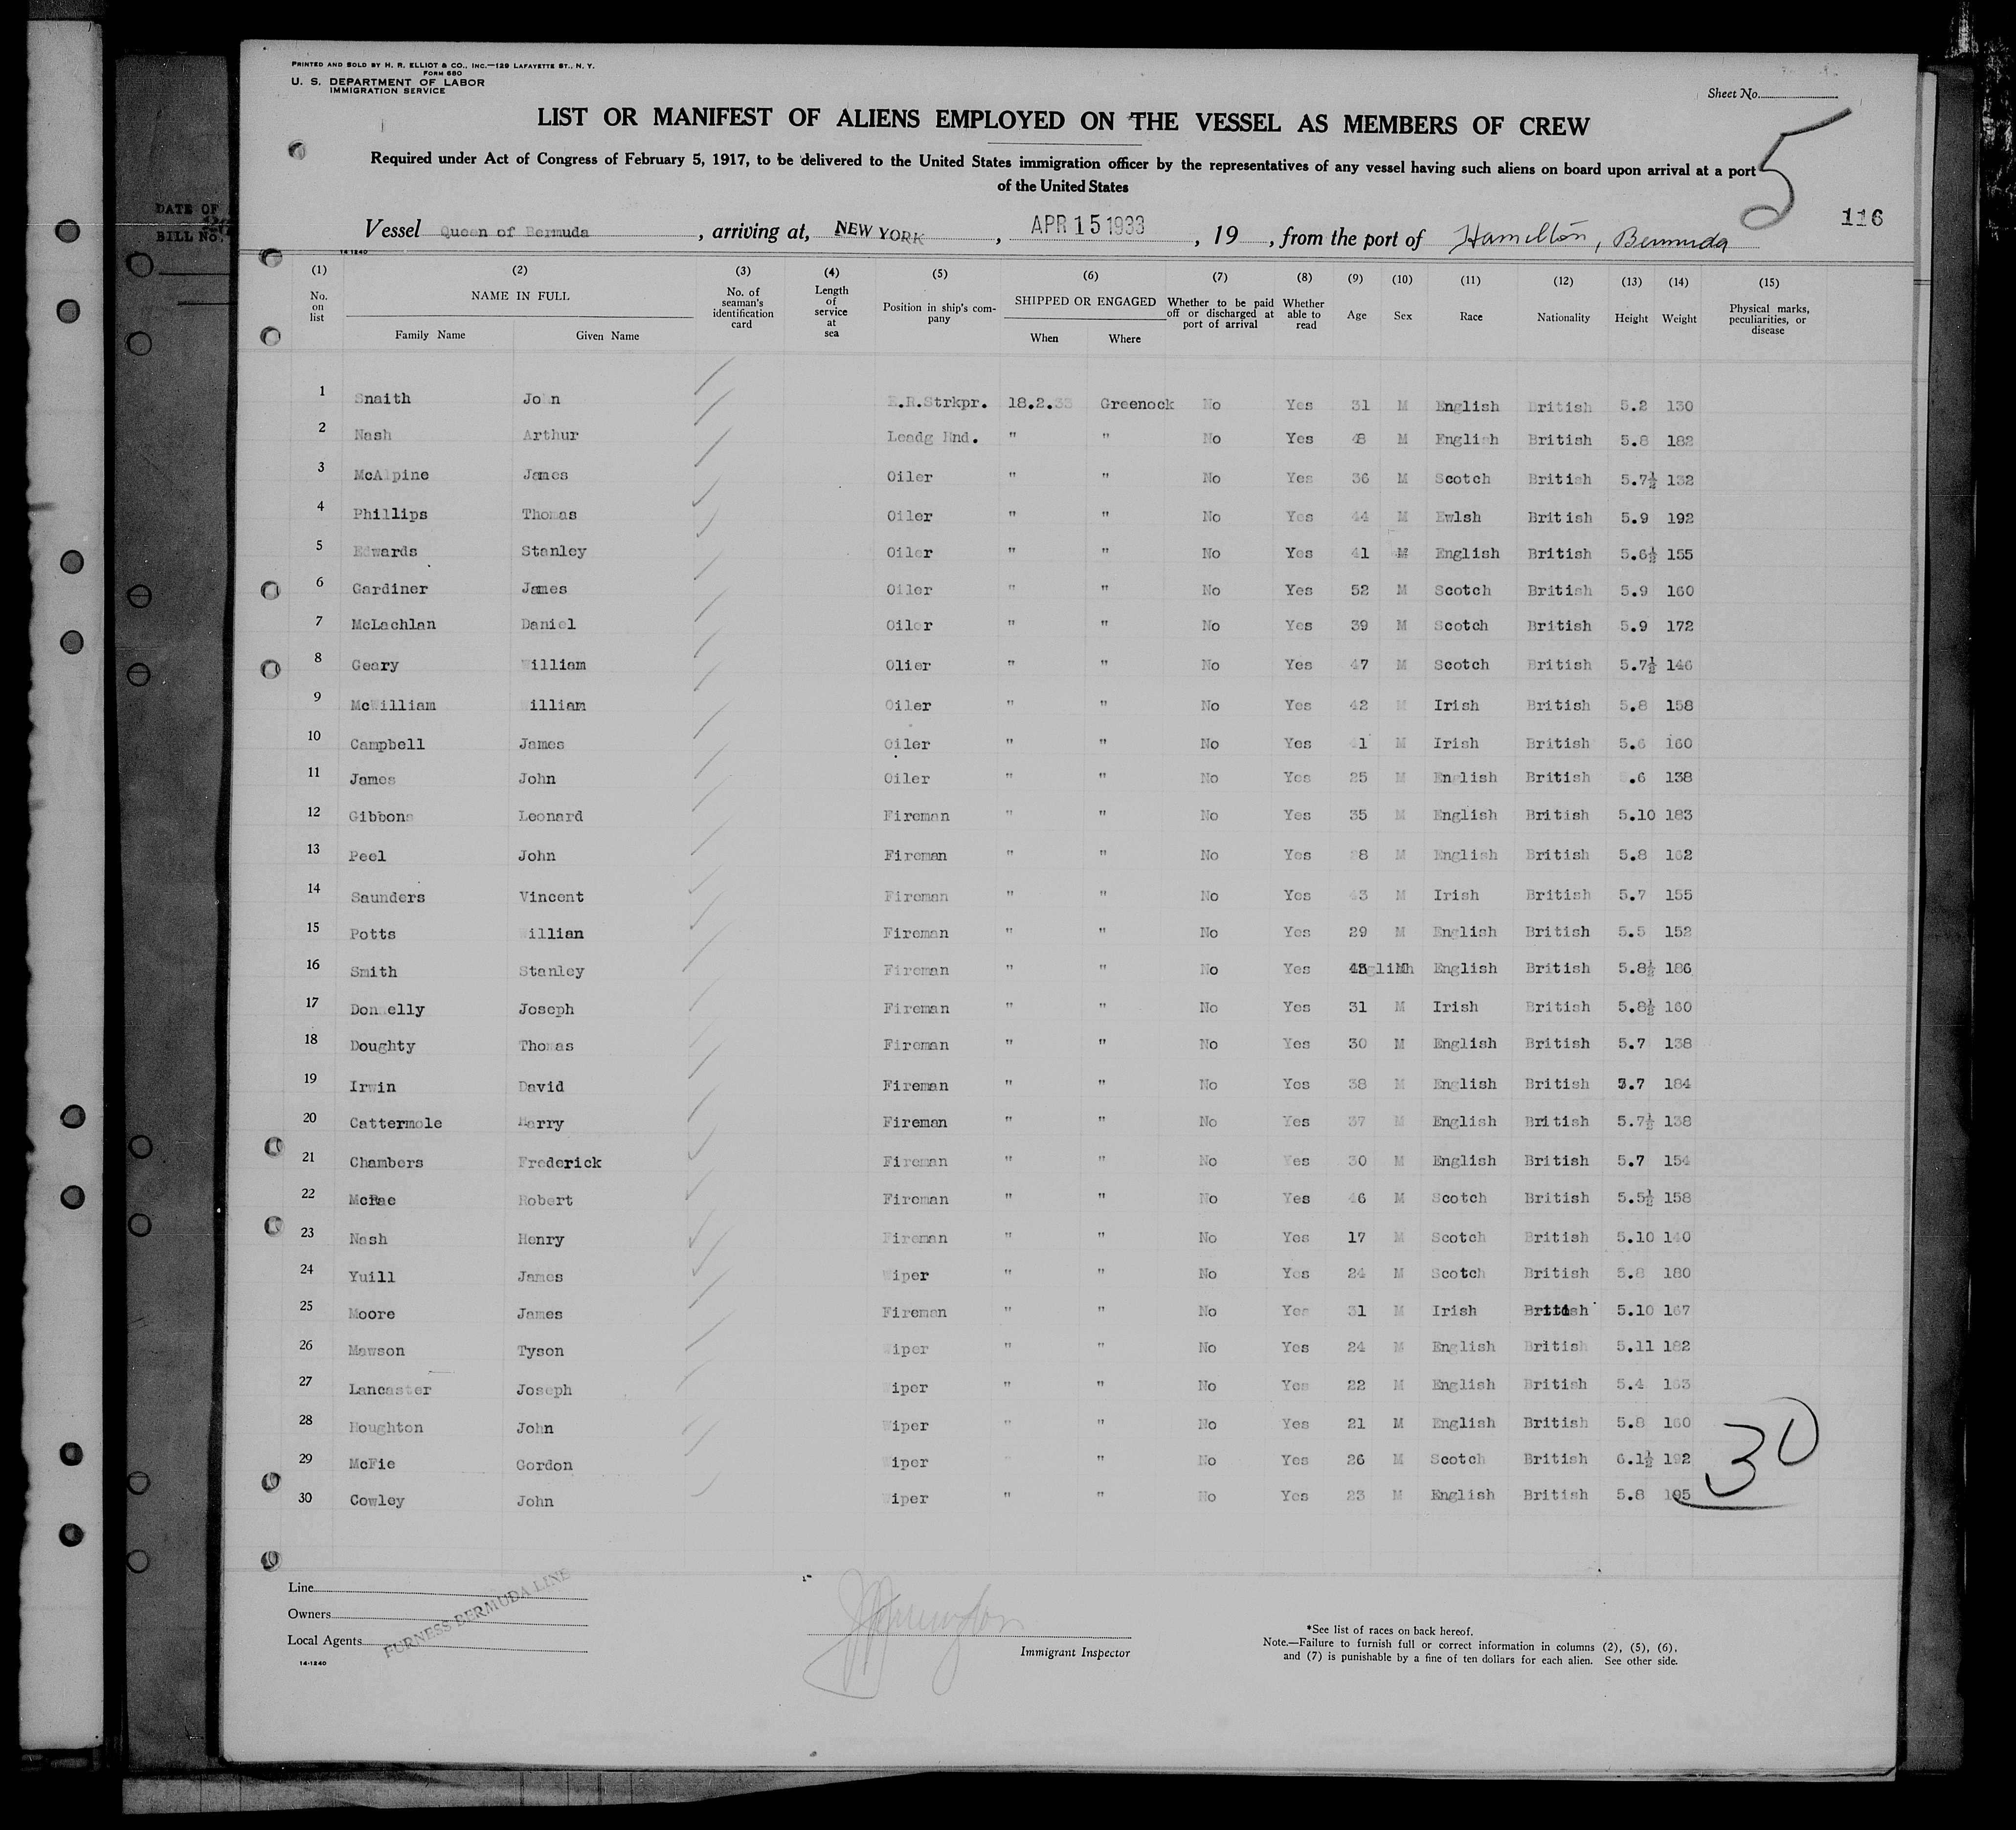 PRINTED AND SOLD BY H. R. ELLIOT & CO., INC.—129 LAFAYETTE ST., N. Y.
FORM 680
U. S. DEPARTMENT OF LABOR
IMMIGRATION SERVICE
Sheet No.
LIST OR MANIFEST OF ALIENS EMPLOYED ON THE VESSEL AS MEMBERS OF CREW
5
Required under Act of Congress of February 5, 1917, to be delivered to the United States immigration officer by the representatives of any vessel having such aliens on board upon arrival at a port
of the United States
DATE OF
BILL No.
116
Vessel Queen of Bermuda, arriving at, NEW YORK, APR 15 1933, 19 , from the port of Hamilton, Bermuda
14-1240
(1) (2) (3) (4) (5) (6) (7) (8) (9) (10) (11) (12) (13) (14) (15)
No. on list NAME IN FULL Family Name Given Name No. of seaman's identification card Length of service at sea Position in ship's company SHIPPED OR ENGAGED When Where Whether to be paid off or discharged at port of arrival Whether able to read Age Sex Race Nationality Height Weight Physical marks, peculiarities, or disease
1 Snaith John E.R.Strkpr. 18.2.33 Greenock No Yes 31 M English British 5.2 130
2 Nash Arthur Leadg Hnd. " " No Yes 48 M English British 5.8 182
3 McAlpine James Oiler " " No Yes 36 M Scotch British 5.7½ 132
4 Phillips Thomas Oiler " " No Yes 44 M Ewlsh British 5.9 192
5 Edwards Stanley Oiler " " No Yes 41 M English British 5.6½ 155
6 Gardiner James Oiler " " No Yes 52 M Scotch British 5.9 160
7 McLachlan Daniel Oiler " " No Yes 39 M Scotch British 5.9 172
8 Geary William Olier " " No Yes 47 M Scotch British 5.7½ 146
9 McWilliam William Oiler " " No Yes 42 M Irish British 5.8 158
10 Campbell James Oiler " " No Yes 41 M Irish British 5.6 160
11 James John Oiler " " No Yes 25 M English British 5.6 138
12 Gibbons Leonard Fireman " " No Yes 35 M English British 5.10 183
13 Peel John Fireman " " No Yes M English British 5.8 162
14 Saunders Vincent Fireman " " No Yes 43 M Irish British 5.7 155
15 Potts Willian Fireman " " No Yes 29 M English British 5.5 152
16 Smith Stanley Fireman " " No Yes English British 5.8½ 186
17 Donnelly Joseph Fireman " " No Yes 31 M Irish British 5.8½ 160
18 Doughty Thomas Fireman " " No Yes 30 M English British 5.7 138
19 Irwin David Fireman " " No Yes 38 M English British 5.7 184
20 Cattermole Harry Fireman " " No Yes 37 M English British 5.7½ 138
21 Chambers Frederick Fireman " " No Yes 30 M English British 5.7 154
22 McRae Robert Fireman " " No Yes 46 M Scotch British 5.5½ 158
23 Nash Henry Fireman " " No Yes 17 M Scotch British 5.10 140
24 Yuill James Wiper " " No Yes 24 M Scotch British 5.8 180
25 Moore James Fireman " " No Yes 31 M Irish British 5.10 167
26 Mawson Tyson Wiper " " No Yes 24 M English British 5.11 182
27 Lancaster Joseph Wiper " " No Yes 22 M English British 5.4 163
28 Houghton John Wiper " " No Yes 21 M English British 5.8 160
29 McFie Gordon Wiper " " No Yes 26 M Scotch British 6.1½ 192
30 Cowley John Wiper " " No Yes 23 M English British 5.8
30
Line
Owners
Local Agents
FURNESS BERMUDA LINE
14-1240
Immigrant Inspector
*See list of races on back hereof.
Note.—Failure to furnish full or correct information in columns (2), (5), (6),
and (7) is punishable by a fine of ten dollars for each alien. See other side.